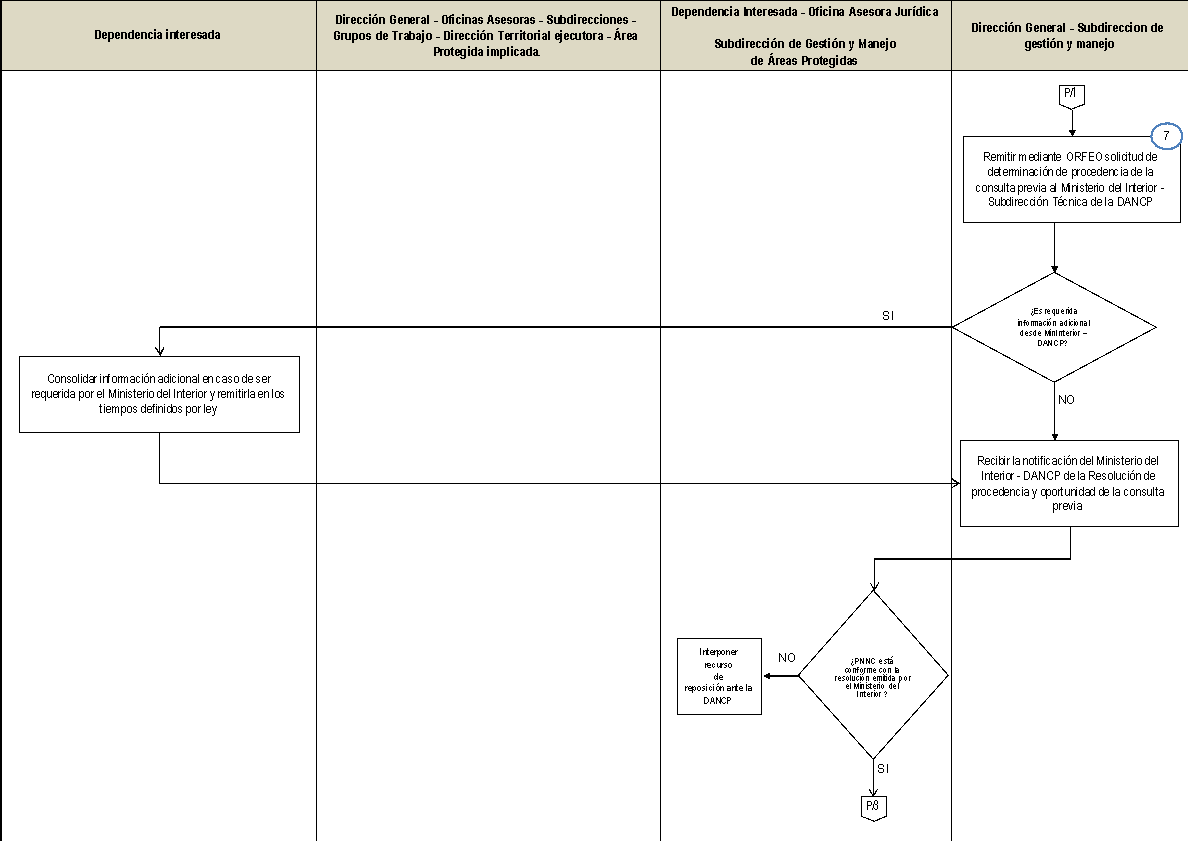 Dependencia interesada
Dirección General - Oficinas Asesoras - Subdirecciones -
Grupos de Trabajo - Dirección Territorial ejecutora - Área
Protegida implicada.
Dependencia Interesada - Oficina Asesora Jurídica
Subdirección de Gestión y Manejo
de Áreas Protegidas
Dirección General - Subdireccion de
gestión y manejo
P/1
7
Remitir mediante ORFEO solicitud de
determinación de procedencia de la
consulta previa al Ministerio del Interior -
Subdirección Técnica de la DANCP
¿Es requerida
información adicional
desde MinInterior –
DANCP?
SI
NO
Consolidar información adicional en caso de ser
requerida por el Ministerio del Interior y remitirla en los
tiempos definidos por ley
Recibir la notificación del Ministerio del
Interior - DANCP de la Resolución de
procedencia y oportunidad de la consulta
previa
¿PNNC está
conforme con la
resolución emitida por
el Ministerio del
Interior ?
NO
Interponer
recurso
de
reposición ante la
DANCP
SI
P/3